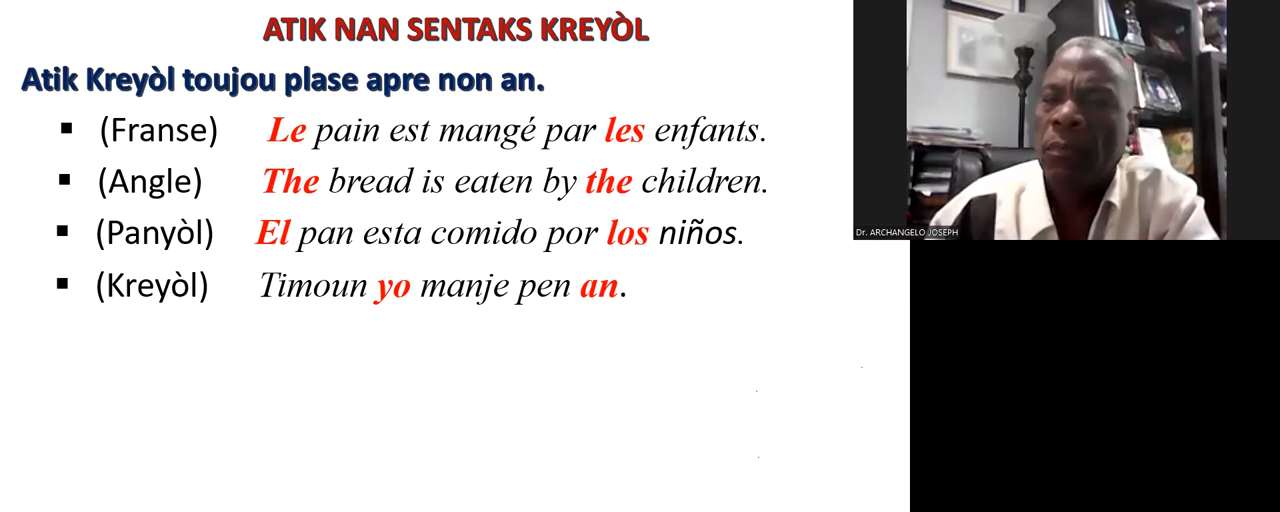 ATIK NAN SENTAKS KREYÒL
Atik Kreyòl toujou plase apre non an.
▪ (Franse) Le pain est mangé par les enfants.
▪ (Angle) The bread is eaten by the children.
▪ (Panyòl) El pan esta comido por los niños.
▪ (Kreyòl) Timoun yo manje pen an.
Dr. ARCHANGELO JOSEPH